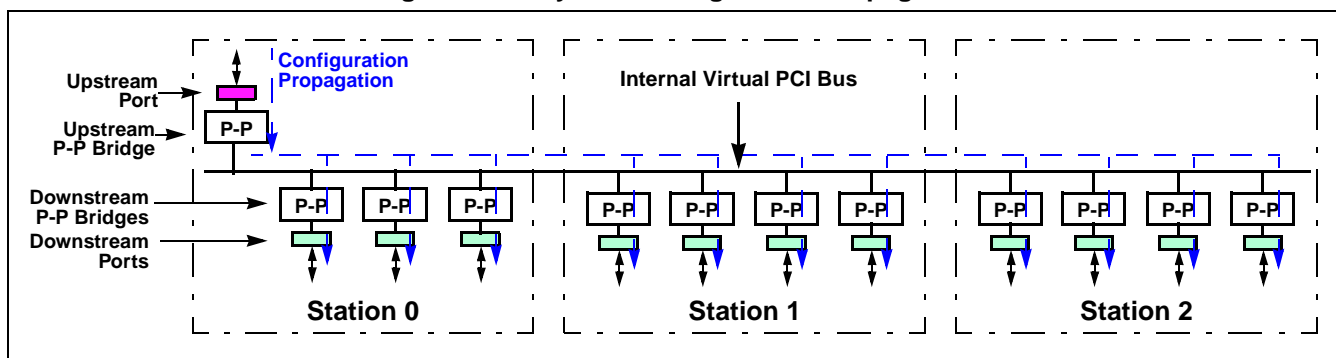 Configuration
Propagation
Internal Virtual PCI Bus
Upstream
Port
P-P
Upstream
P-P Bridge
Downstream
P-P Bridges
P-P P-P P-P P-P P-P P-P P-P P-P P-P P-P P-P
Downstream
Ports
Station 0 Station 1 Station 2